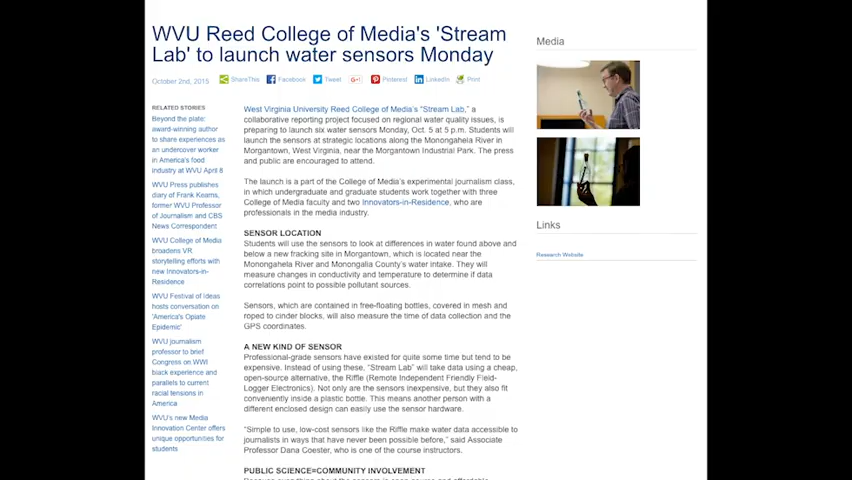 WVU Reed College of Media's 'Stream
Lab' to launch water sensors Monday
October 2nd, 2015
ShareThis
Facebook
Tweet
G+1
Pinterest
LinkedIn
Print
RELATED STORIES
Beyond the plate:
award-winning author
to share experiences as
an undercover worker
in America's food
industry at WVU April 8
WVU Press publishes
diary of Frank Kearns,
former WVU Professor
of Journalism and CBS
News Correspondent
WVU College of Media
broadens VR
storytelling efforts with
new Innovators-in-
Residence
WVU Festival of Ideas
hosts conversation on
'America's Opiate
Epidemic'
WVU journalism
professor to brief
Congress on WWI
black experience and
parallels to current
racial tensions in
America
WVU's new Media
Innovation Center offers
unique opportunities for
students
West Virginia University Reed College of Media's "Stream Lab," a
collaborative reporting project focused on regional water quality issues, is
preparing to launch six water sensors Monday, Oct. 5 at 5 p.m. Students will
launch the sensors at strategic locations along the Monongahela River in
Morgantown, West Virginia, near the Morgantown Industrial Park. The press
and public are encouraged to attend.
The launch is a part of the College of Media's experimental journalism class,
in which undergraduate and graduate students work together with three
College of Media faculty and two Innovators-in-Residence, who are
professionals in the media industry.
SENSOR LOCATION
Students will use the sensors to look at differences in water found above and
below a new fracking site in Morgantown, which is located near the
Monongahela River and Monongalia County's water intake. They will
measure changes in conductivity and temperature to determine if data
correlations point to possible pollutant sources.
Sensors, which are contained in free-floating bottles, covered in mesh and
roped to cinder blocks, will also measure the time of data collection and the
GPS coordinates.
A NEW KIND OF SENSOR
Professional-grade sensors have existed for quite some time but tend to be
expensive. Instead of using these, "Stream Lab" will take data using a cheap,
open-source alternative, the Riffle (Remote Independent Friendly Field-
Logger Electronics). Not only are the sensors inexpensive, but they also fit
conveniently inside a plastic bottle. This means another person with a
different enclosed design can easily use the sensor hardware.
"Simple to use, low-cost sensors like the Riffle make water data accessible to
journalists in ways that have never been possible before," said Associate
Professor Dana Coester, who is one of the course instructors.
PUBLIC SCIENCE=COMMUNITY INVOLVEMENT
Media
Links
Research Website